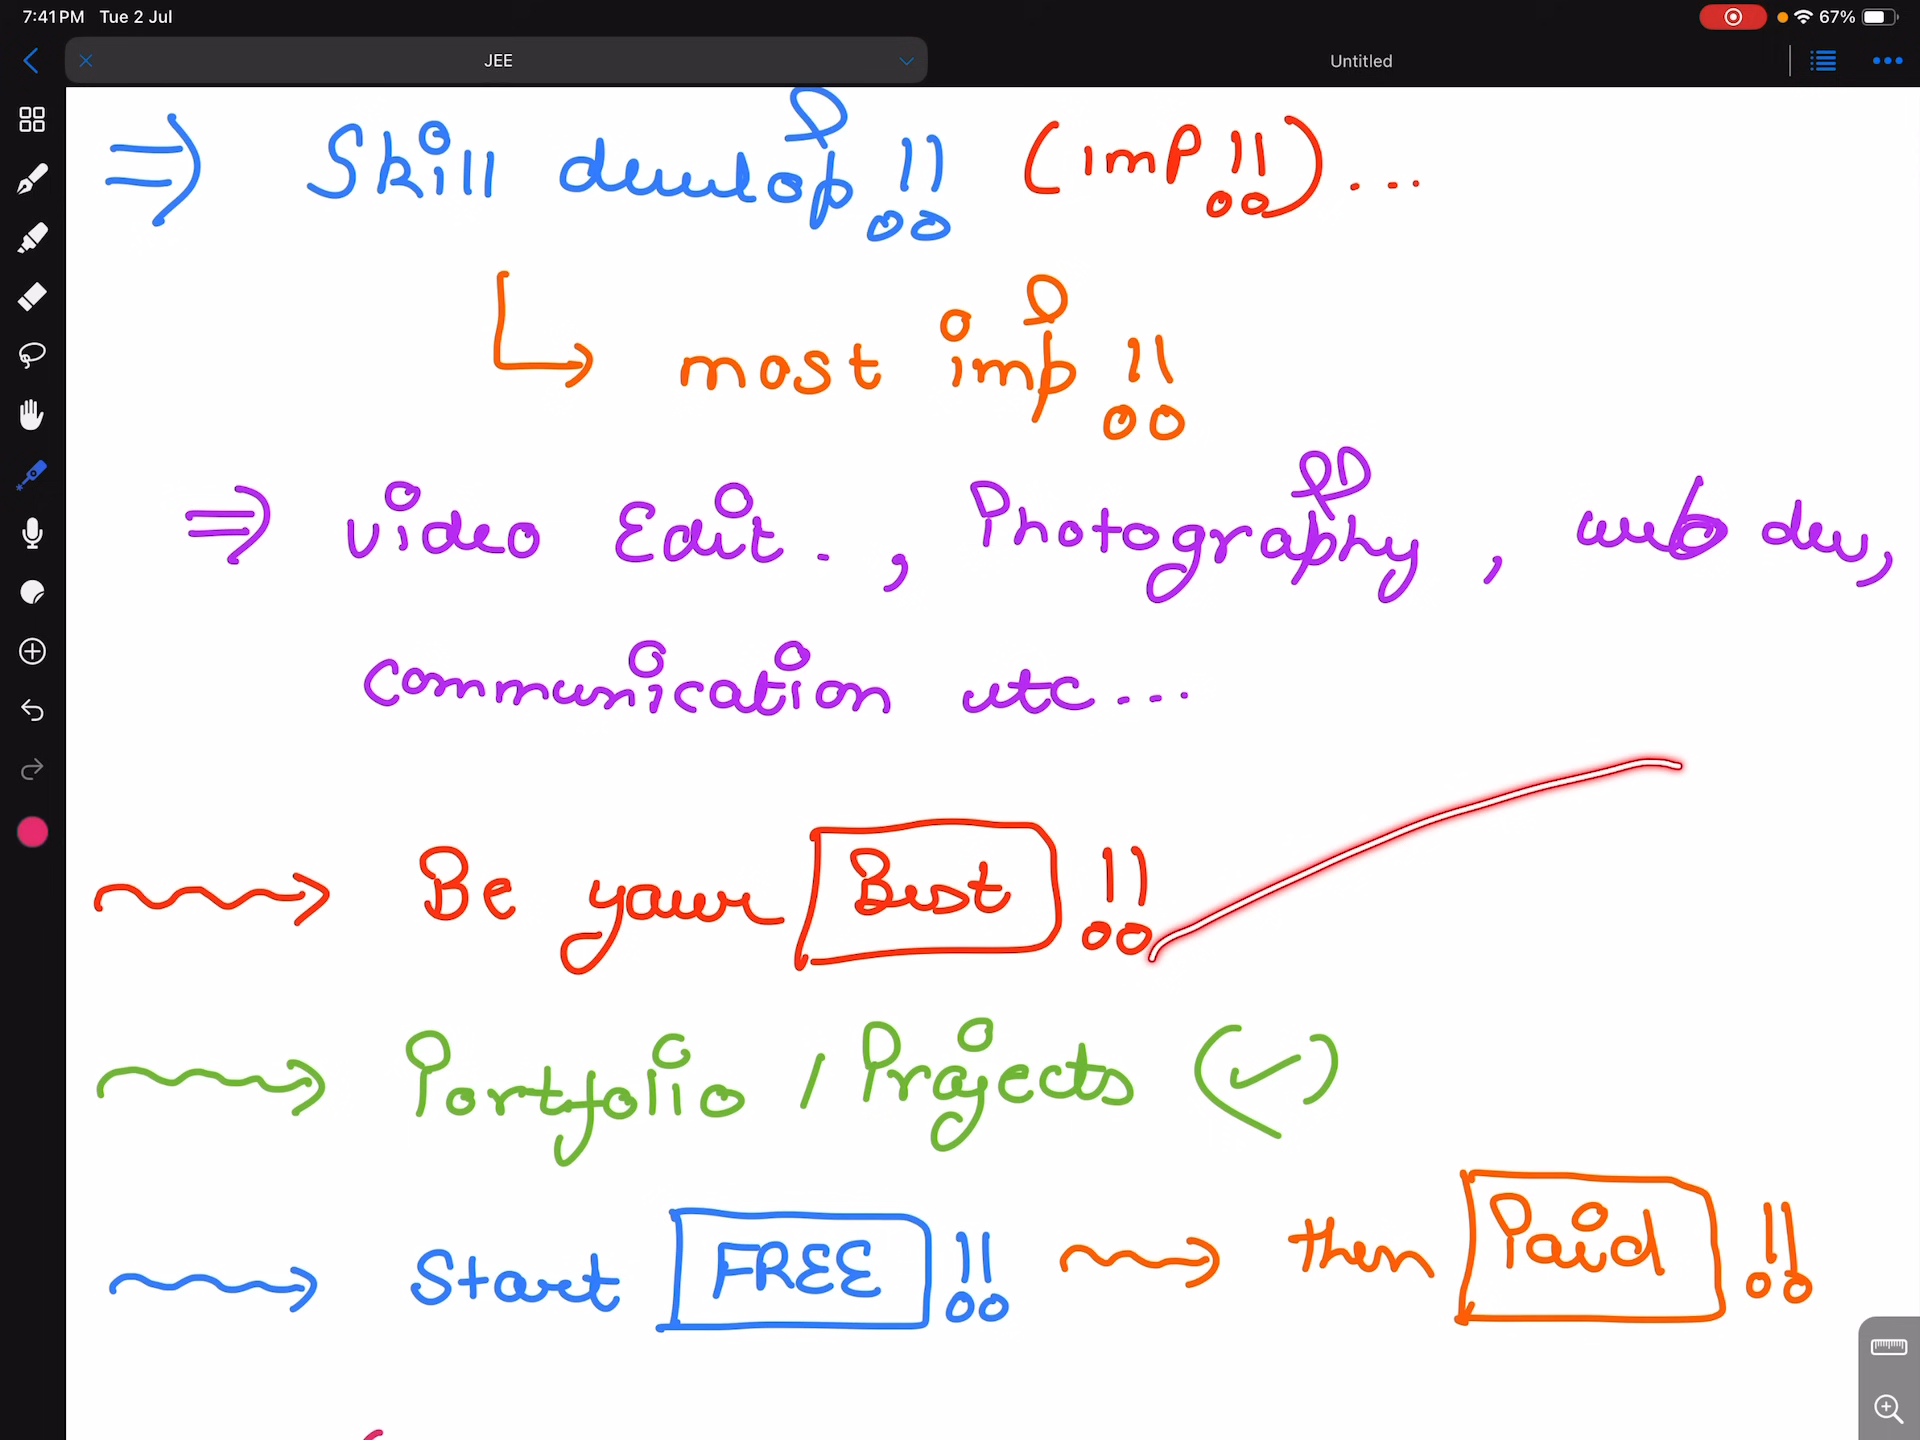 7:41 PM Tue 2 Jul 67%
JEE Untitled
=> Skill develop !! (imp !!)...
most imp !!
=> Video Edit. , Photography , web dev,
Communication etc...
Be your Best !!
Portfolio / Projects (✓)
Start FREE !! then Paid !!